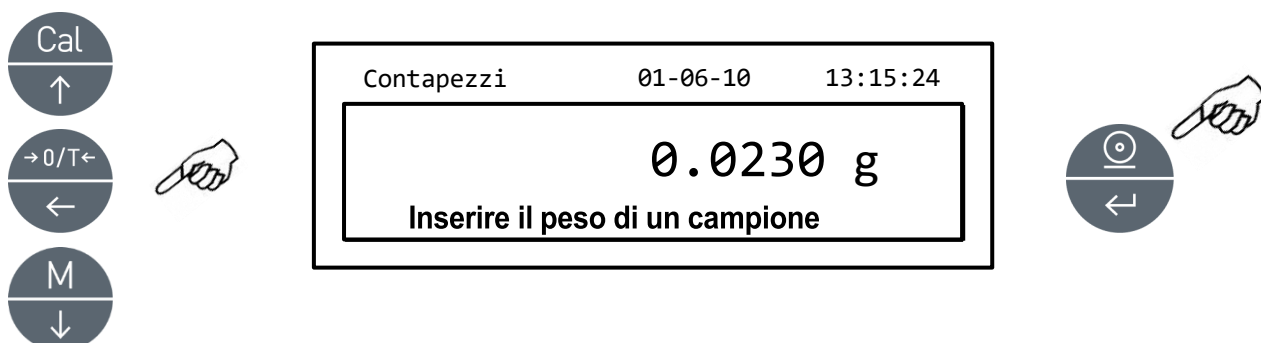 Cal
↑
→0/T←
←
M
↓
Contapezzi 01-06-10 13:15:24
0.0230 g
Inserire il peso di un campione